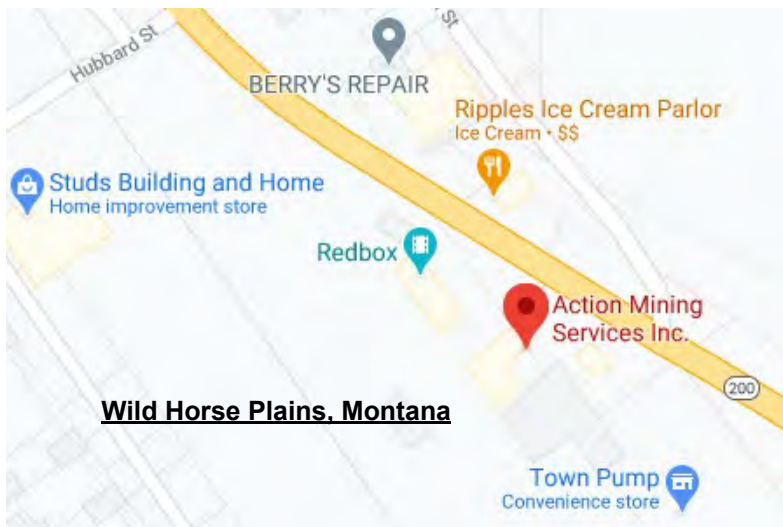 St
Hubbard St
BERRY'S REPAIR
Ripples Ice Cream Parlor
Ice Cream • $$
Studs Building and Home
Home improvement store
Redbox
Action Mining
Services Inc.
200
Wild Horse Plains, Montana
Town Pump
Convenience store